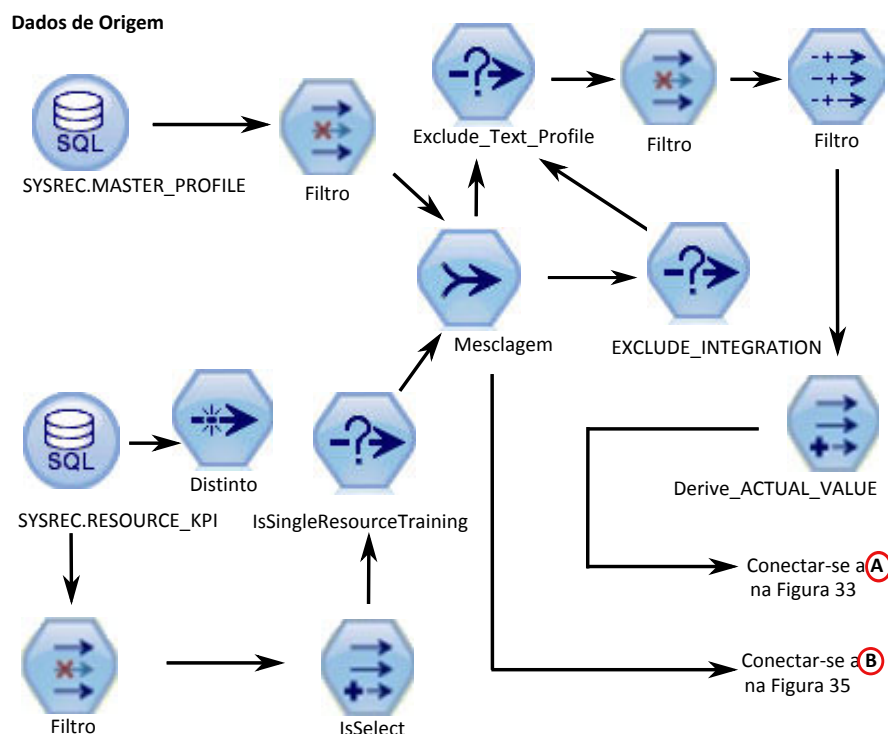 Dados de Origem
SQL
SYSREC.MASTER_PROFILE
Filtro
Exclude_Text_Profile
Filtro
Filtro
Mesclagem
EXCLUDE_INTEGRATION
SQL
SYSREC.RESOURCE_KPI
Distinto
IsSingleResourceTraining
Derive_ACTUAL_VALUE
Filtro
IsSelect
Conectar-se a A
na Figura 33
Conectar-se a B
na Figura 35